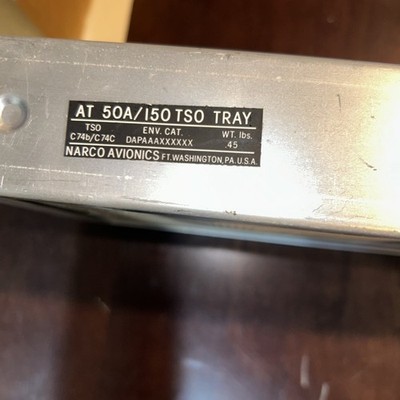 AT 50A/150 TSO TRAY
TSO ENV. CAT. WT. lbs.
C74b/C74C DAPAAAXXXXXX .45
NARCO AVIONICS FT. WASHINGTON, PA. U.S.A.